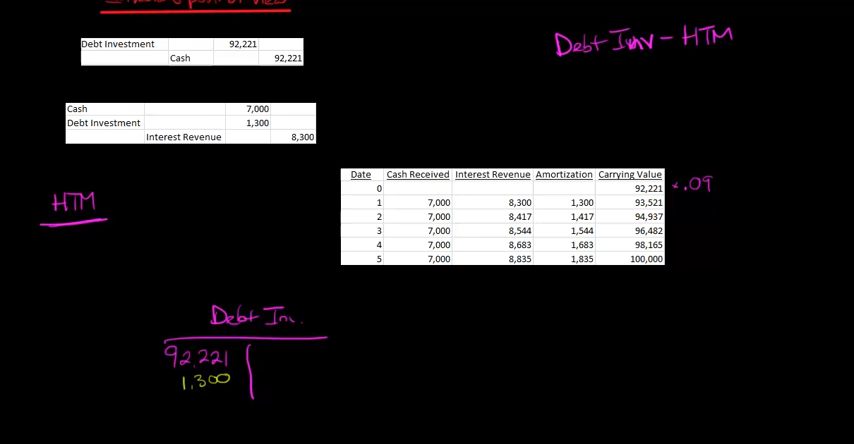 point of view
Debt Inv - HTM
Debt Investment 92,221
Cash 92,221
Cash 7,000
Debt Investment 1,300
Interest Revenue 8,300
HTM
Date Cash Received Interest Revenue Amortization Carrying Value
0 92,221 × .09
1 7,000 8,300 1,300 93,521
2 7,000 8,417 1,417 94,937
3 7,000 8,544 1,544 96,482
4 7,000 8,683 1,683 98,165
5 7,000 8,835 1,835 100,000
Debt Inv.
92,221
1,300